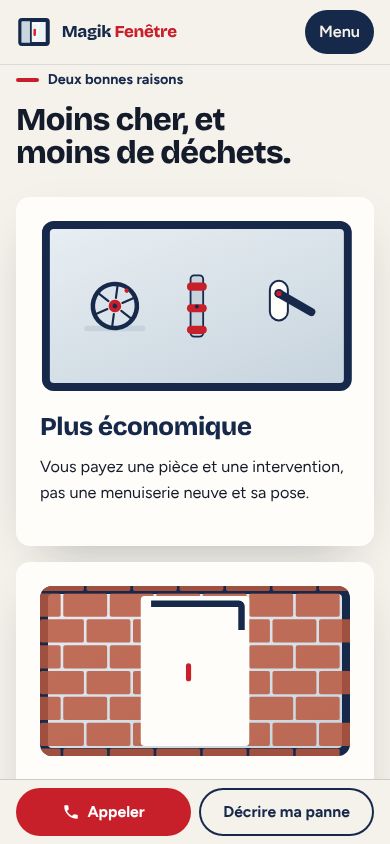 Magik Fenêtre
Menu
Deux bonnes raisons
Moins cher, et
moins de déchets.
Plus économique
Vous payez une pièce et une intervention,
pas une menuiserie neuve et sa pose.
Appeler
Décrire ma panne